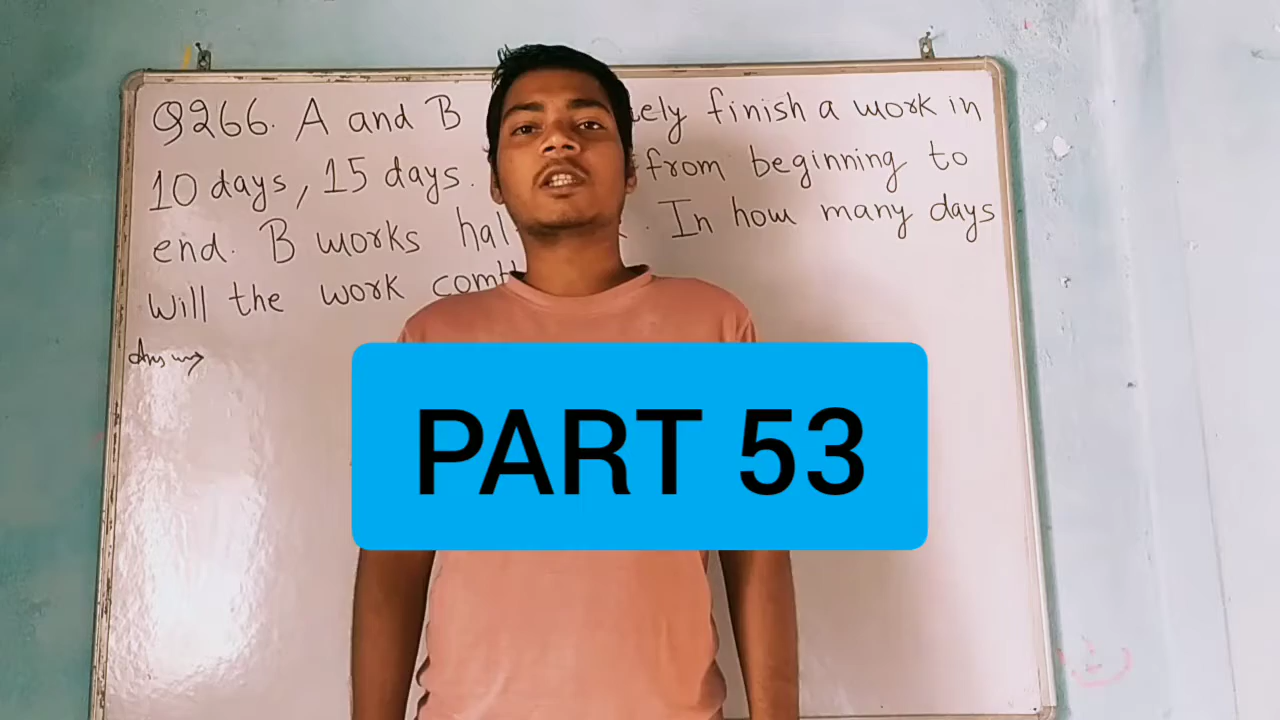 Q266. A and B ely finish a work in
10 days, 15 days. from beginning to
end. B works hal . In how many days
Will the work com
Ans
PART 53